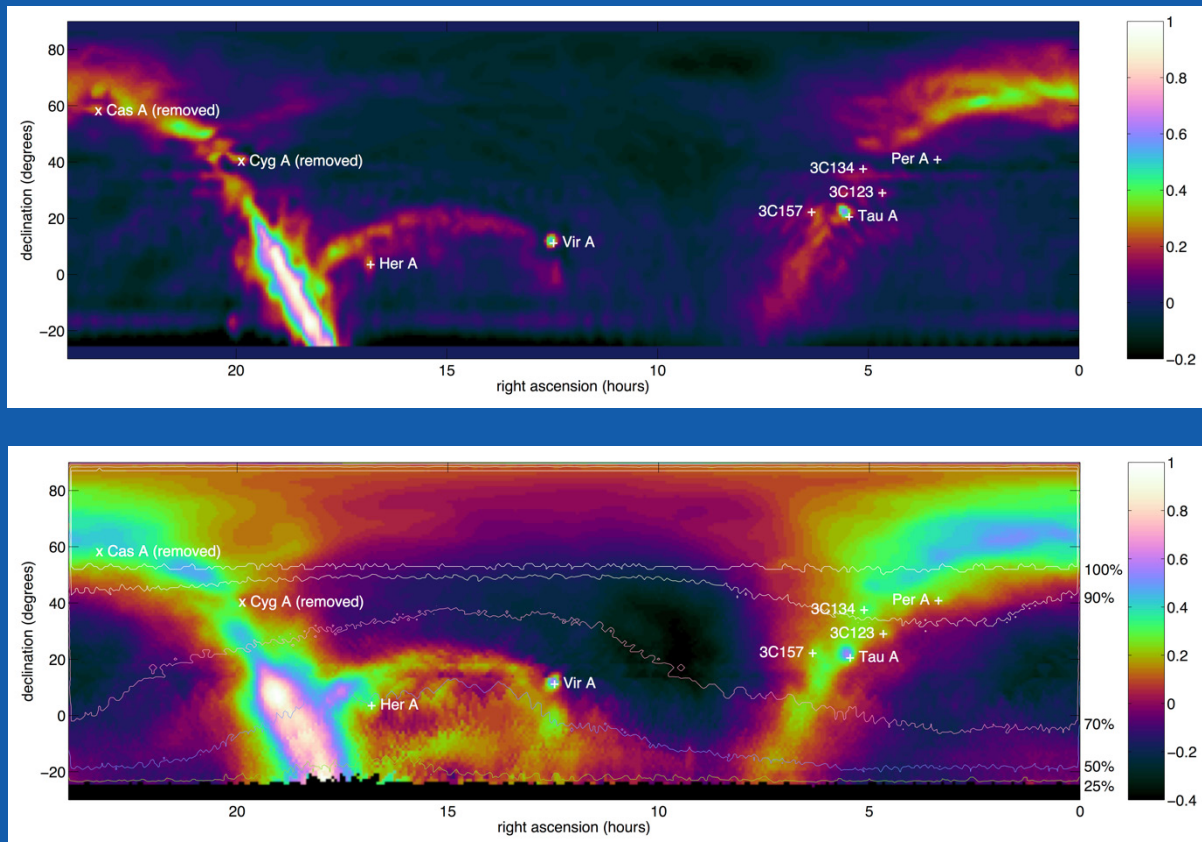 80
60
40
20
0
−20
declination (degrees)
20
15
10
5
0
right ascension (hours)
x Cas A (removed)
x Cyg A (removed)
+ Her A
+ Vir A
Per A +
3C134 +
3C123 +
3C157 +
+ Tau A
1
0.8
0.6
0.4
0.2
0
−0.2
80
60
40
20
0
−20
declination (degrees)
20
15
10
5
0
right ascension (hours)
x Cas A (removed)
x Cyg A (removed)
+ Her A
+ Vir A
Per A +
3C134 +
3C123 +
3C157 +
+ Tau A
100%
90%
70%
50%
25%
1
0.8
0.6
0.4
0.2
0
−0.2
−0.4